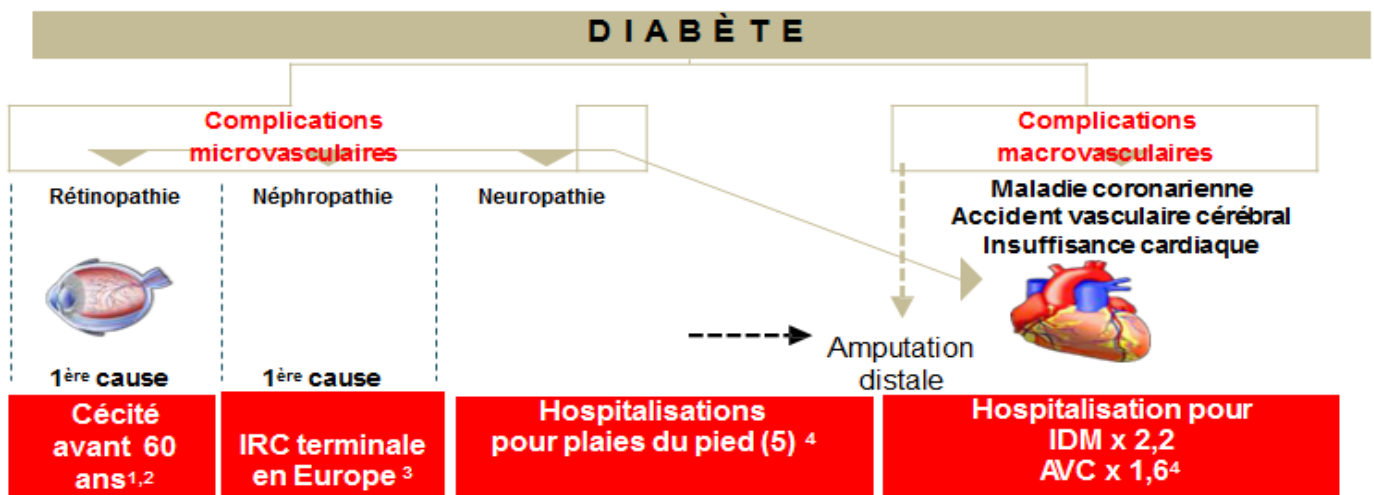 DIABÈTE
Complications
microvasculaires
Complications
macrovasculaires
Rétinopathie
Néphropathie
Neuropathie
Maladie coronarienne
Accident vasculaire cérébral
Insuffisance cardiaque
Amputation
distale
1ère cause
1ère cause
Cécité
avant 60
ans1,2
IRC terminale
en Europe 3
Hospitalisations
pour plaies du pied (5) 4
Hospitalisation pour
IDM x 2,2
AVC x 1,64